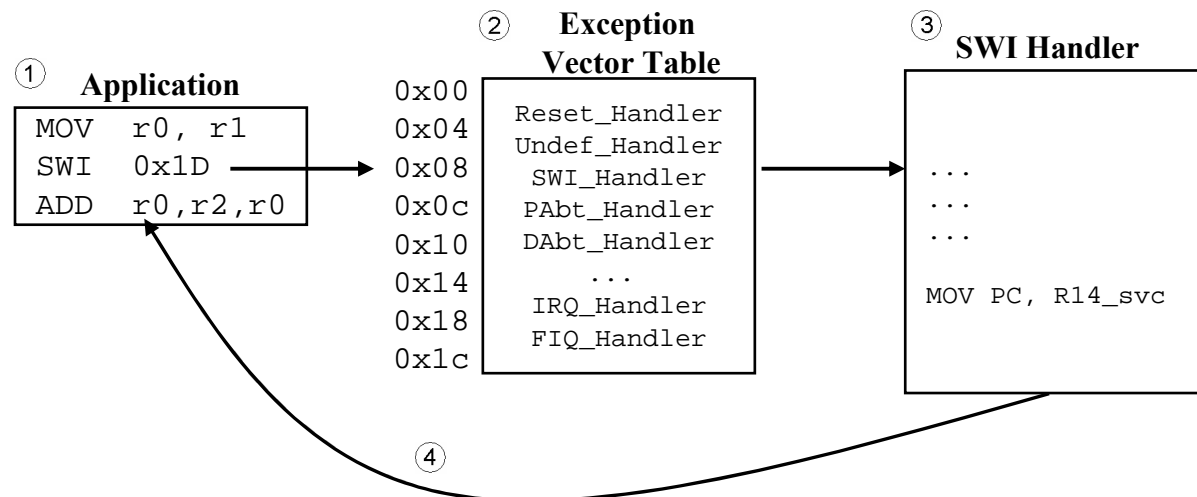 ①
Application
MOV r0, r1
SWI 0x1D
ADD r0,r2,r0
②
Exception
Vector Table
0x00
0x04
0x08
0x0c
0x10
0x14
0x18
0x1c
Reset_Handler
Undef_Handler
SWI_Handler
PAbt_Handler
DAbt_Handler
...
IRQ_Handler
FIQ_Handler
③
SWI Handler
...
...
...
MOV PC, R14_svc
④